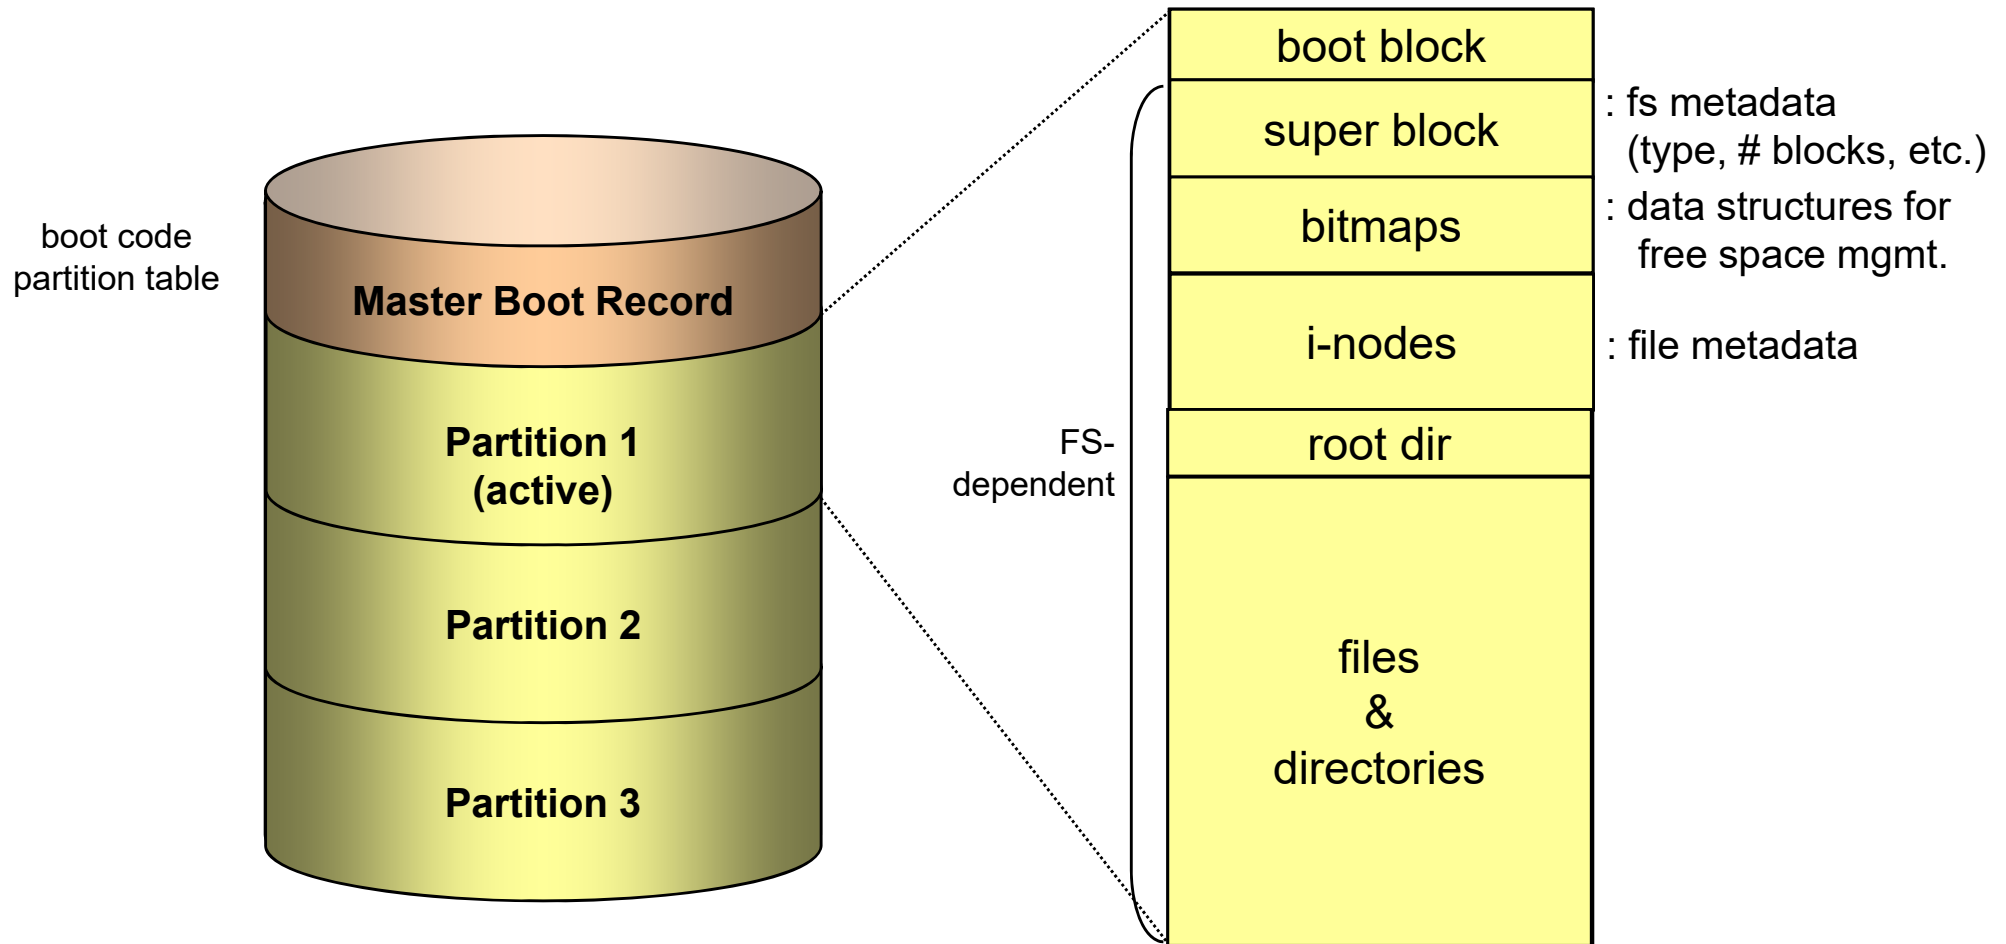 boot code
partition table
Master Boot Record
Partition 1
(active)
Partition 2
Partition 3
FS-
dependent
boot block
super block
: fs metadata
(type, # blocks, etc.)
bitmaps
: data structures for
free space mgmt.
i-nodes
: file metadata
root dir
files
&
directories